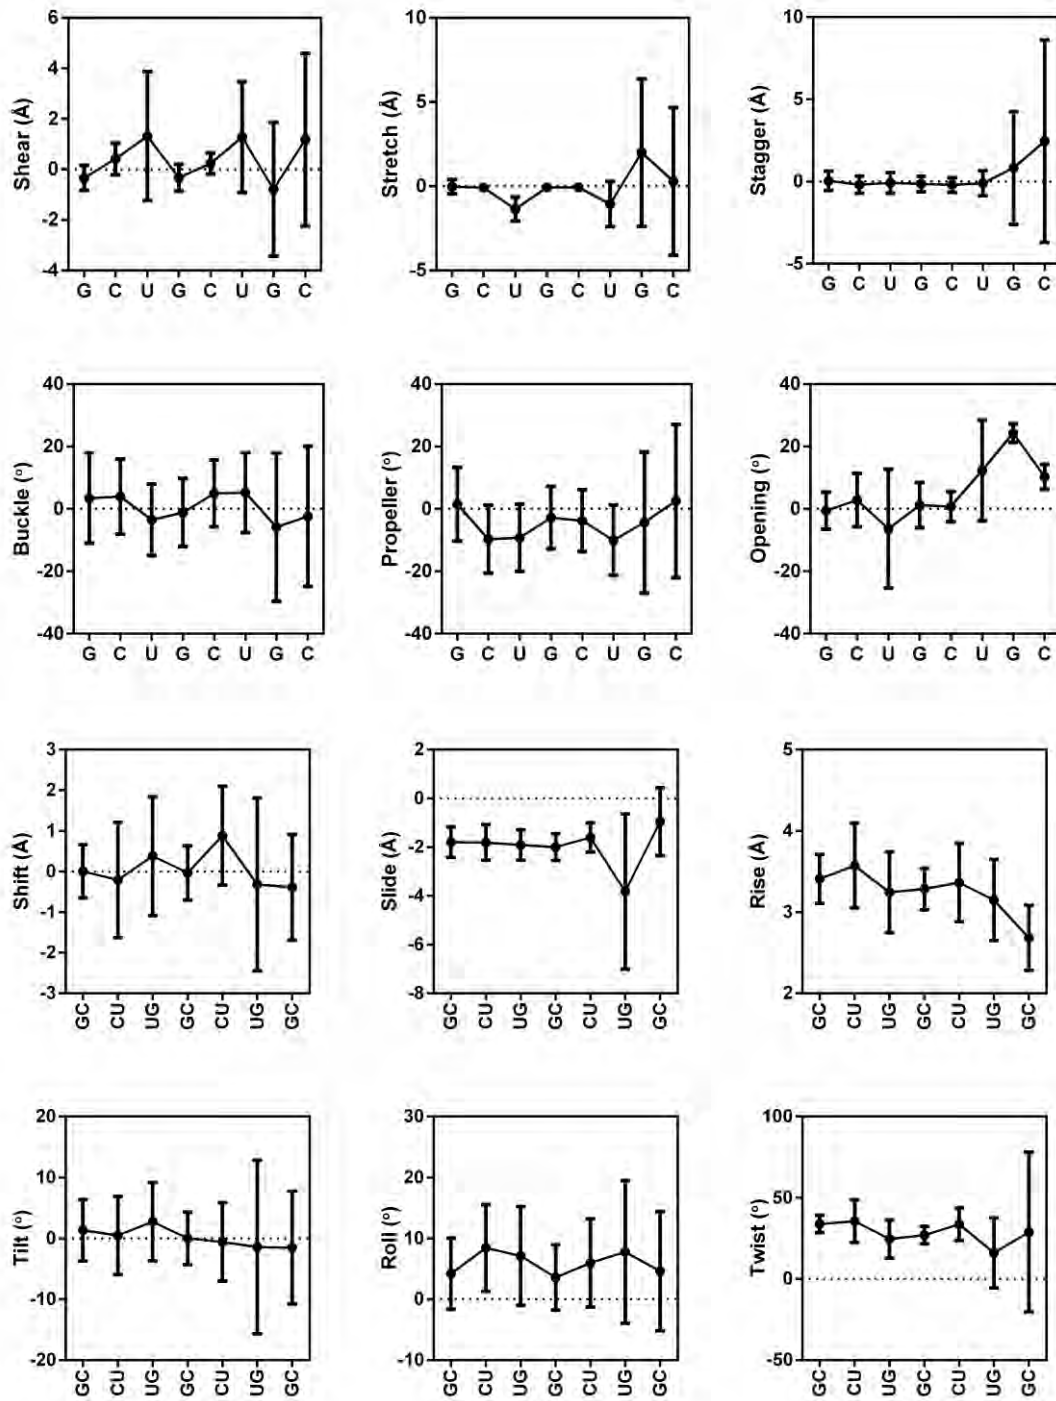 Shear (Å)
6
4
2
0
-2
-4
G C U G C U G C
Stretch (Å)
10
5
0
-5
G C U G C U G C
Stagger (Å)
10
5
0
-5
G C U G C U G C
Buckle (°)
40
20
0
-20
-40
G C U G C U G C
Propeller (°)
40
20
0
-20
-40
G C U G C U G C
Opening (°)
40
20
0
-20
-40
G C U G C U G C
Shift (Å)
3
2
1
0
-1
-2
-3
GC CU UG GC CU UG GC
Slide (Å)
2
0
-2
-4
-6
-8
GC CU UG GC CU UG GC
Rise (Å)
5
4
3
2
GC CU UG GC CU UG GC
Tilt (°)
20
10
0
-10
-20
GC CU UG GC CU UG GC
Roll (°)
30
20
10
0
-10
GC CU UG GC CU UG GC
Twist (°)
100
50
0
-50
GC CU UG GC CU UG GC